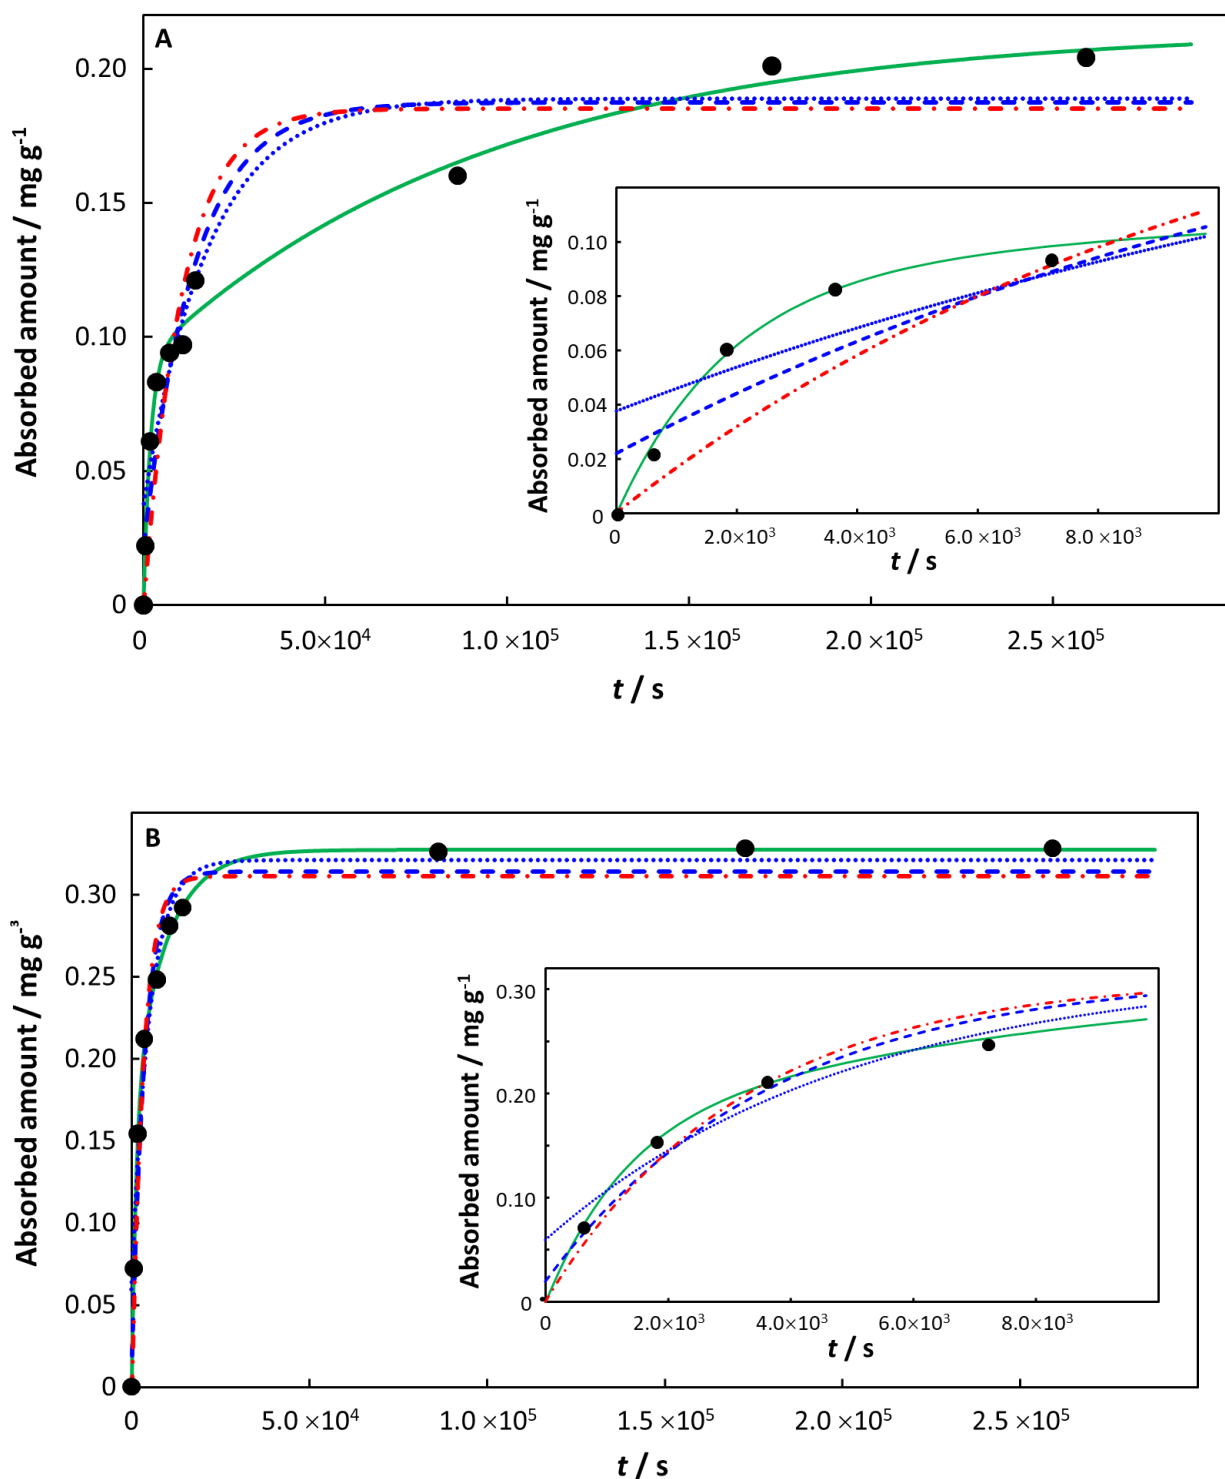 A
Absorbed amount / mg g⁻¹
0.20
0.15
0.10
0.05
0
0 5.0×10⁴ 1.0 ×10⁵ 1.5 ×10⁵ 2.0 ×10⁵ 2.5 ×10⁵
t / s
Absorbed amount / mg g⁻¹
0.10
0.08
0.06
0.04
0.02
0
0 2.0×10³ 4.0×10³ 6.0 ×10³ 8.0×10³
t / s
B
Absorbed amount / mg g⁻³
0.30
0.25
0.20
0.15
0.10
0.05
0
0 5.0 ×10⁴ 1.0 ×10⁵ 1.5 ×10⁵ 2.0 ×10⁵ 2.5 ×10⁵
t / s
Absorbed amount / mg g⁻¹
0.30
0.20
0.10
0
0 2.0×10³ 4.0×10³ 6.0×10³ 8.0×10³
t / s